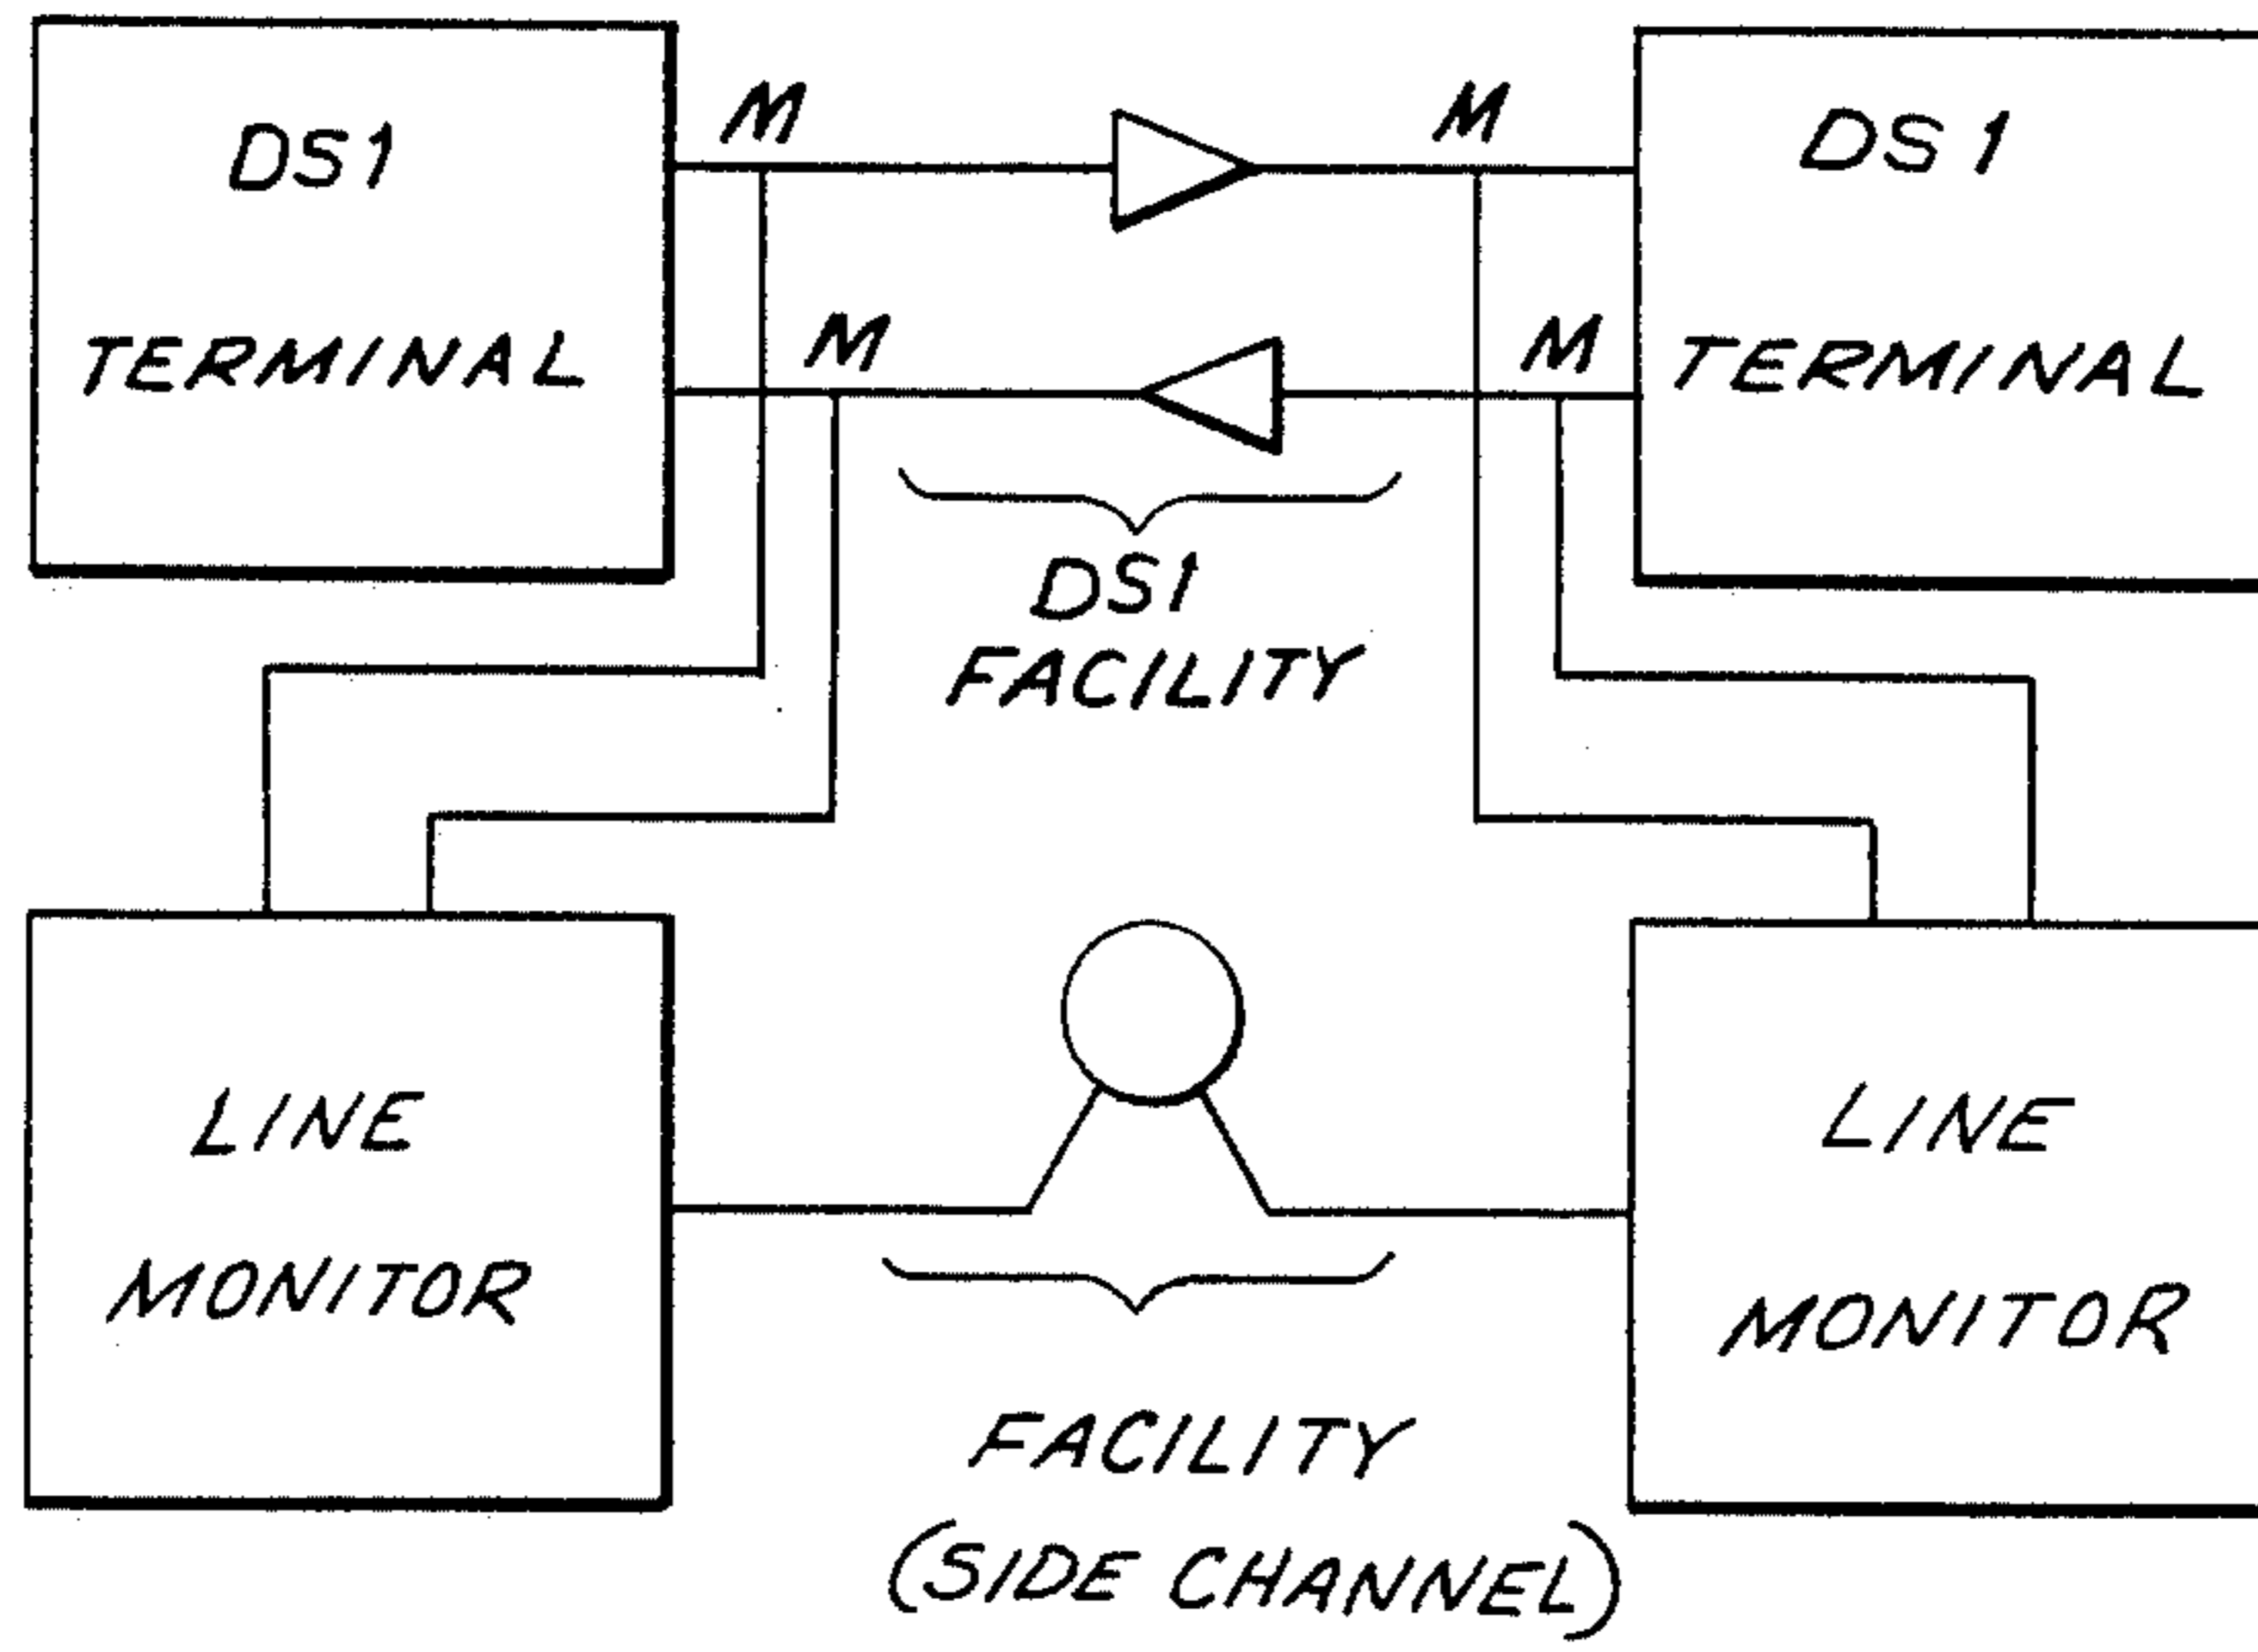 M
M
DS1
DS1
M
M
TERMINAL
TERMINAL
DS1
FACILITY
LINE
MONITOR
LINE
MONITOR
FACILITY
(SIDE CHANNEL)